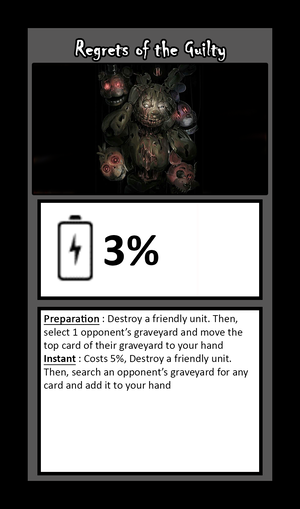 Regrets of the Guilty
3%
Preparation : Destroy a friendly unit. Then,
select 1 opponent's graveyard and move the
top card of their graveyard to your hand
Instant : Costs 5%, Destroy a friendly unit.
Then, search an opponent's graveyard for any
card and add it to your hand